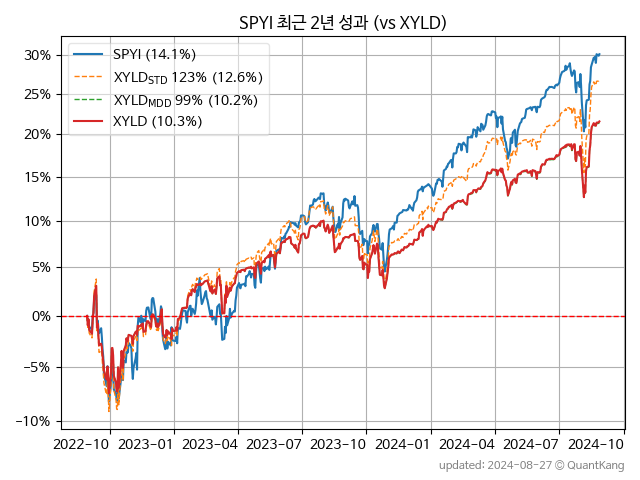 SPYI 최근 2년 성과 (vs XYLD)
SPYI (14.1%)
XYLD_STD 123% (12.6%)
XYLD_MDD 99% (10.2%)
XYLD (10.3%)
30%
25%
20%
15%
10%
5%
0%
−5%
−10%
2022-10 2023-01 2023-04 2023-07 2023-10 2024-01 2024-04 2024-07 2024-10
updated: 2024-08-27 © QuantKang